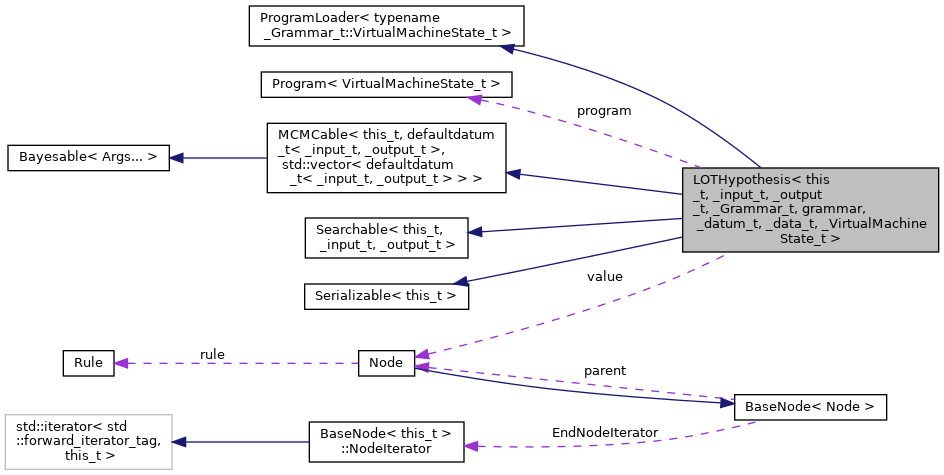 ProgramLoader< typename
_Grammar_t::VirtualMachineState_t >
Program< VirtualMachineState_t >
program
MCMCable< this_t, defaultdatum
_t< _input_t, _output_t >,
std::vector< defaultdatum
_t< _input_t, _output_t > > >
Bayesable< Args... >
LOTHypothesis< this
_t, _input_t, _output
_t, _Grammar_t, grammar,
_datum_t, _data_t, _VirtualMachine
State_t >
Searchable< this_t,
_input_t, _output_t >
Serializable< this_t >
value
Rule
rule
Node
parent
BaseNode< Node >
EndNodeIterator
BaseNode< this_t >
::NodeIterator
std::iterator< std
::forward_iterator_tag,
this_t >